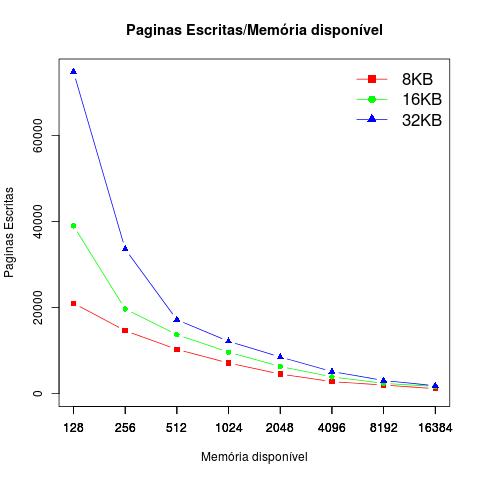 Paginas Escritas/Memória disponível
8KB
16KB
32KB
Paginas Escritas
60000
40000
20000
0
128 256 512 1024 2048 4096 8192 16384
Memória disponível